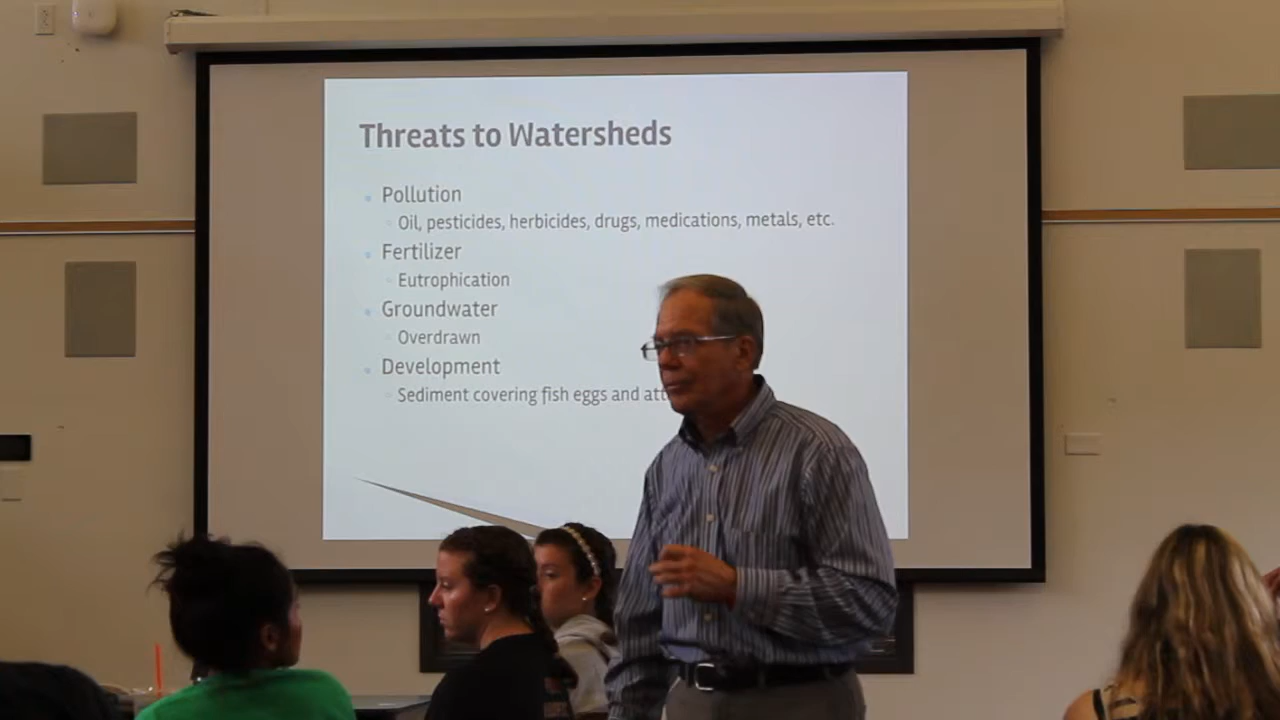 Threats to Watersheds
Pollution
Oil, pesticides, herbicides, drugs, medications, metals, etc.
Fertilizer
Eutrophication
Groundwater
Overdrawn
Development
Sediment covering fish eggs and